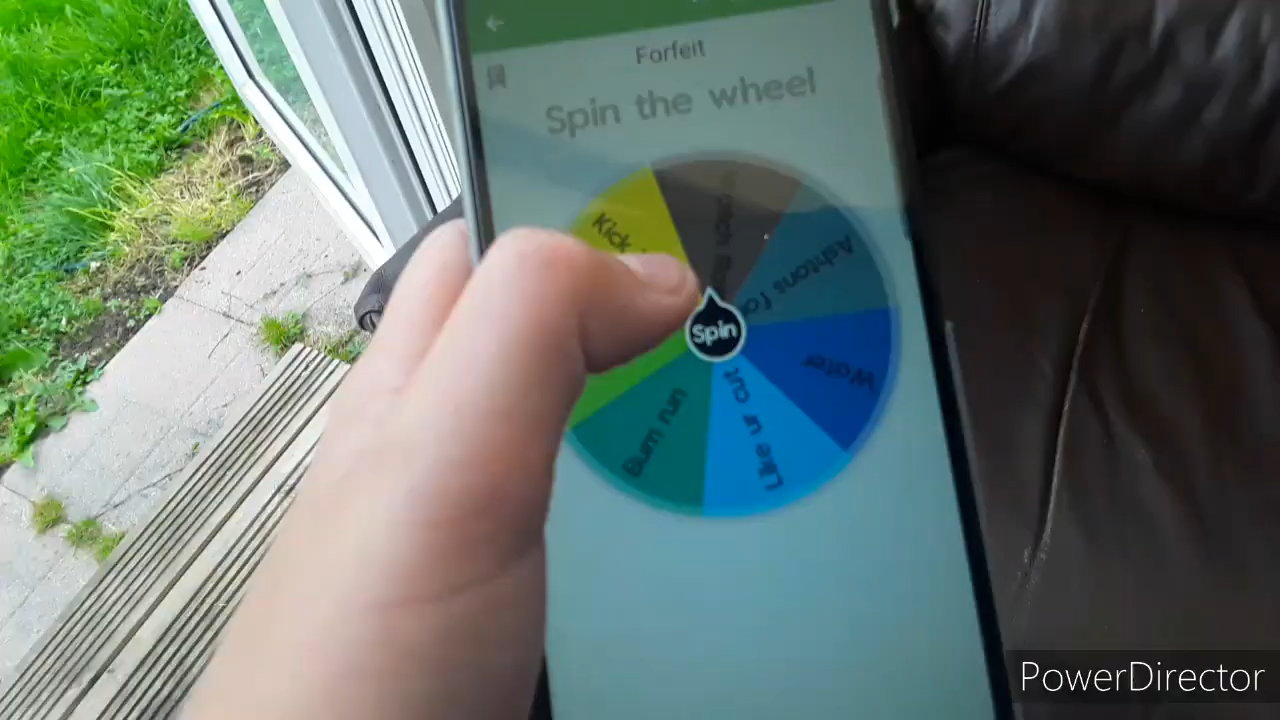 Forfeit
Spin the wheel
Kick
Ashtons
Water
Like ur cut
Bum run
Spin
PowerDirector